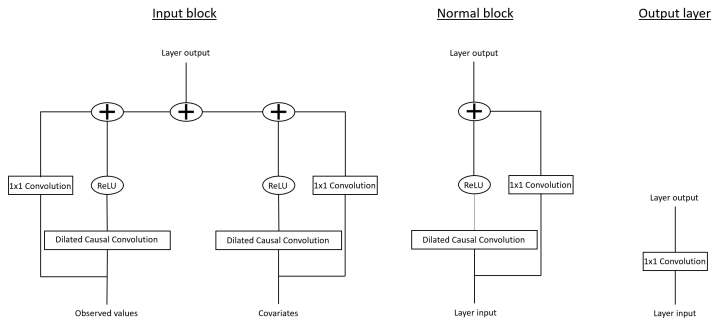 Input block
Normal block
Output layer
Layer output
Layer output
+
+
+
+
1x1 Convolution
ReLU
ReLU
1x1 Convolution
ReLU
1x1 Convolution
Layer output
Dilated Causal Convolution
Dilated Causal Convolution
Dilated Causal Convolution
1x1 Convolution
Observed values
Covariates
Layer input
Layer input